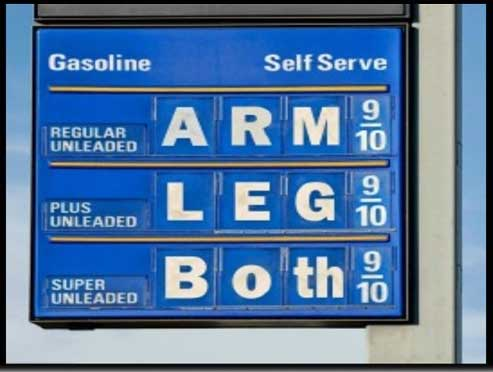 Gasoline Self Serve
REGULAR UNLEADED ARM 9/10
PLUS UNLEADED LEG 9/10
SUPER UNLEADED Both 9/10